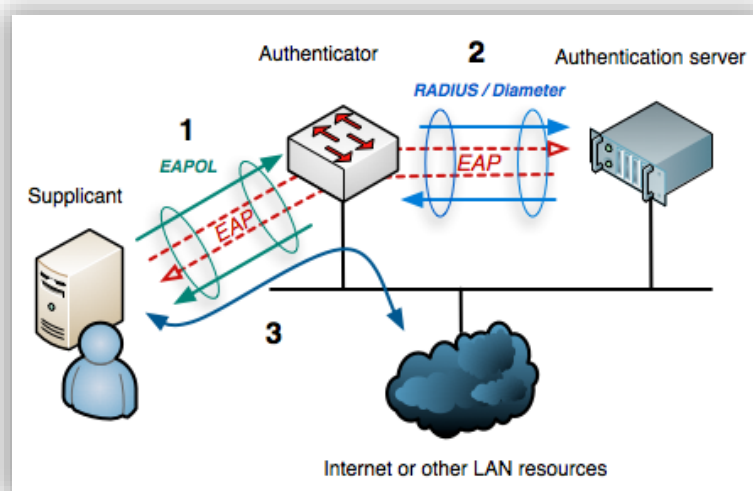 Authenticator
2
Authentication server
RADIUS / Diameter
1
EAPOL
EAP
Supplicant
EAP
3
Internet or other LAN resources